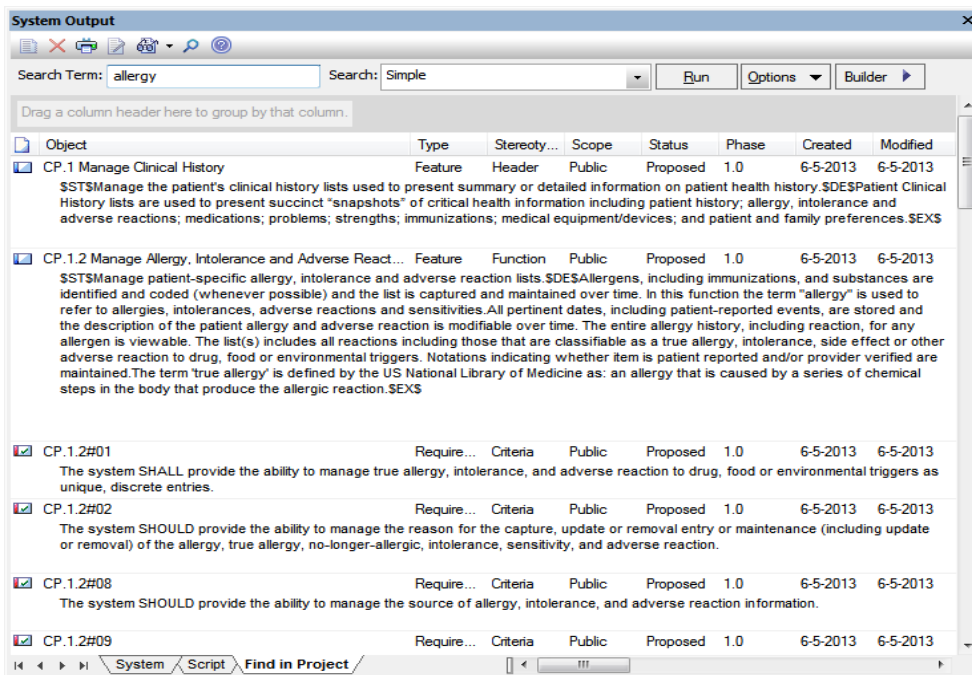 System Output
Search Term: allergy Search: Simple Run Options Builder
Drag a column header here to group by that column.
Object Type Stereoty... Scope Status Phase Created Modified
CP.1 Manage Clinical History Feature Header Public Proposed 1.0 6-5-2013 6-5-2013
$ST$Manage the patient's clinical history lists used to present summary or detailed information on patient health history.$DE$Patient Clinical
History lists are used to present succinct “snapshots” of critical health information including patient history; allergy, intolerance and
adverse reactions; medications; problems; strengths; immunizations; medical equipment/devices; and patient and family preferences.$EX$
CP.1.2 Manage Allergy, Intolerance and Adverse React... Feature Function Public Proposed 1.0 6-5-2013 6-5-2013
$ST$Manage patient-specific allergy, intolerance and adverse reaction lists.$DE$Allergens, including immunizations, and substances are
identified and coded (whenever possible) and the list is captured and maintained over time. In this function the term "allergy" is used to
refer to allergies, intolerances, adverse reactions and sensitivities.All pertinent dates, including patient-reported events, are stored and
the description of the patient allergy and adverse reaction is modifiable over time. The entire allergy history, including reaction, for any
allergen is viewable. The list(s) includes all reactions including those that are classifiable as a true allergy, intolerance, side effect or other
adverse reaction to drug, food or environmental triggers. Notations indicating whether item is patient reported and/or provider verified are
maintained.The term 'true allergy' is defined by the US National Library of Medicine as: an allergy that is caused by a series of chemical
steps in the body that produce the allergic reaction.$EX$
CP.1.2#01 Require... Criteria Public Proposed 1.0 6-5-2013 6-5-2013
The system SHALL provide the ability to manage true allergy, intolerance, and adverse reaction to drug, food or environmental triggers as
unique, discrete entries.
CP.1.2#02 Require... Criteria Public Proposed 1.0 6-5-2013 6-5-2013
The system SHOULD provide the ability to manage the reason for the capture, update or removal entry or maintenance (including update
or removal) of the allergy, true allergy, no-longer-allergic, intolerance, sensitivity, and adverse reaction.
CP.1.2#08 Require... Criteria Public Proposed 1.0 6-5-2013 6-5-2013
The system SHOULD provide the ability to manage the source of allergy, intolerance, and adverse reaction information.
CP.1.2#09 Require... Criteria Public Proposed 1.0 6-5-2013 6-5-2013
System Script Find in Project